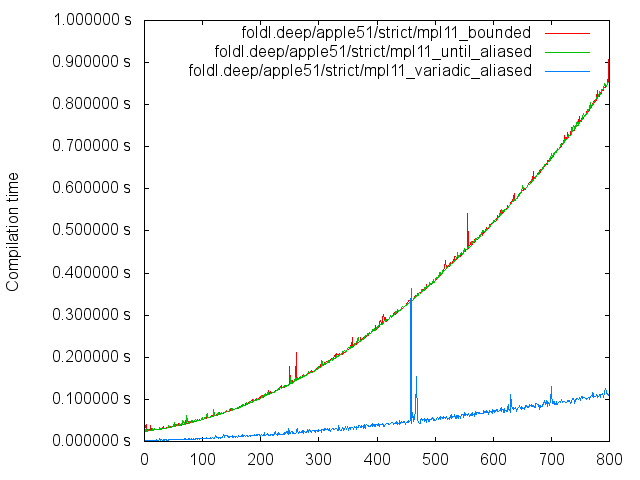 1.000000 s
0.900000 s
0.800000 s
0.700000 s
0.600000 s
0.500000 s
0.400000 s
0.300000 s
0.200000 s
0.100000 s
0.000000 s
Compilation time
foldl.deep/apple51/strict/mpl11_bounded
foldl.deep/apple51/strict/mpl11_until_aliased
foldl.deep/apple51/strict/mpl11_variadic_aliased
0 100 200 300 400 500 600 700 800